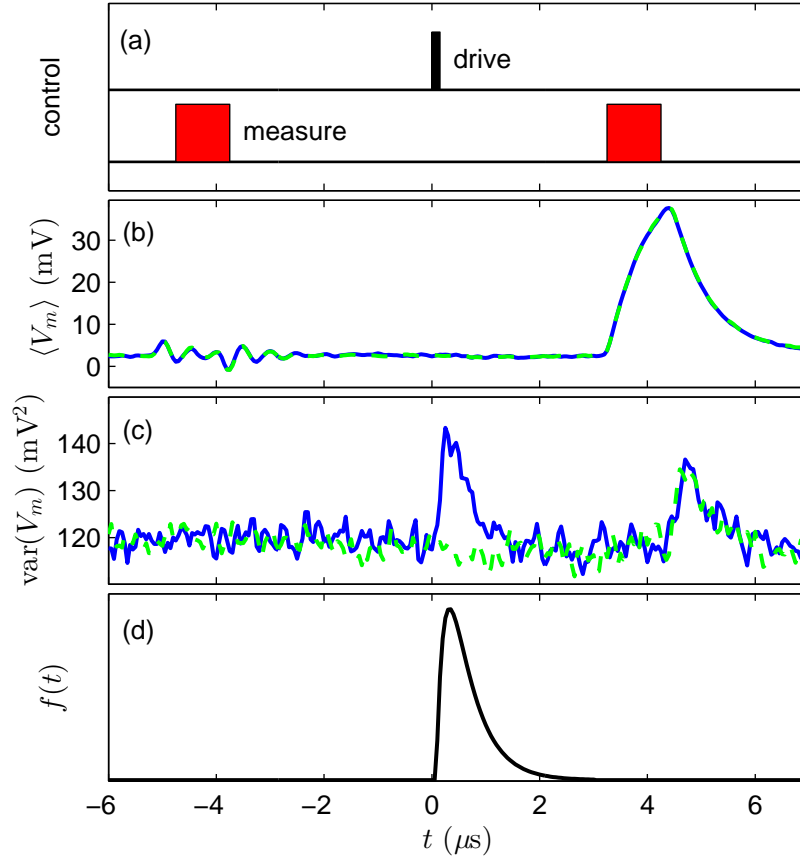 (a)
drive
control
measure
(b)
30
20
10
0
⟨V_m⟩ (mV)
(c)
140
130
120
var(V_m) (mV²)
(d)
f(t)
−6 −4 −2 0 2 4 6
t (μs)